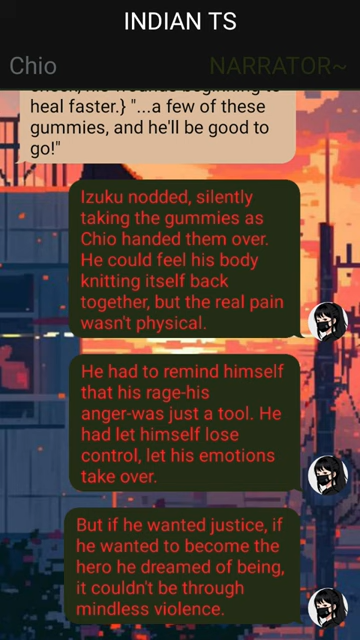 INDIAN TS
Chio NARRATOR~
heal faster.} "...a few of these
gummies, and he'll be good to
go!"
Izuku nodded, silently
taking the gummies as
Chio handed them over.
He could feel his body
knitting itself back
together, but the real pain
wasn't physical.
He had to remind himself
that his rage-his
anger-was just a tool. He
had let himself lose
control, let his emotions
take over.
But if he wanted justice, if
he wanted to become the
hero he dreamed of being,
it couldn't be through
mindless violence.